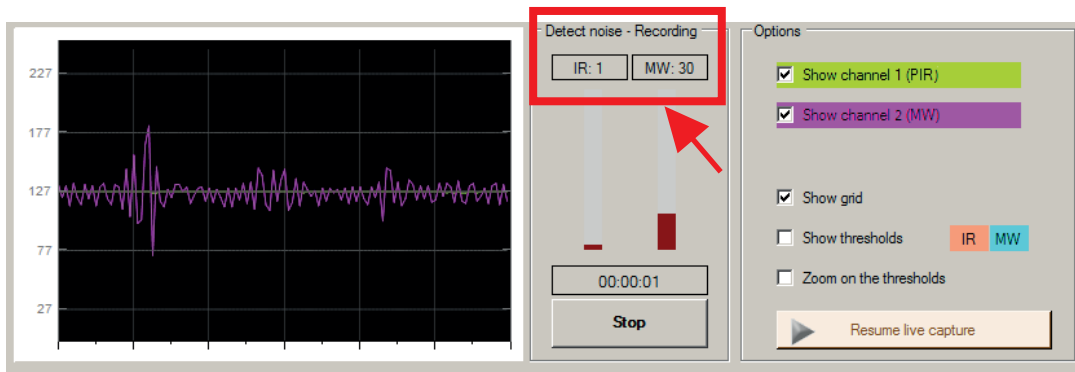 227
177
127
77
27
Detect noise - Recording
IR: 1
MW: 30
00:00:01
Stop
Options
Show channel 1 (PIR)
Show channel 2 (MW)
Show grid
Show thresholds
IR
MW
Zoom on the thresholds
Resume live capture